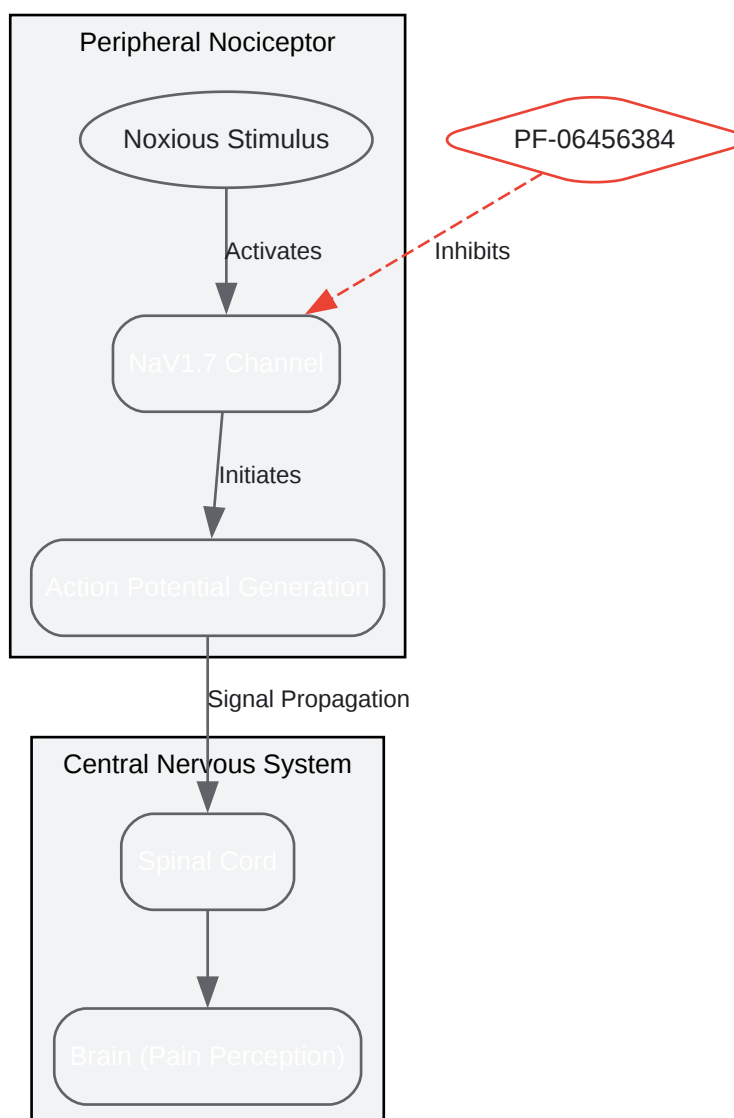 Peripheral Nociceptor
Noxious Stimulus
PF-06456384
Activates
Inhibits
NaV1.7 Channel
Initiates
Action Potential Generation
Signal Propagation
Central Nervous System
Spinal Cord
Brain (Pain Perception)